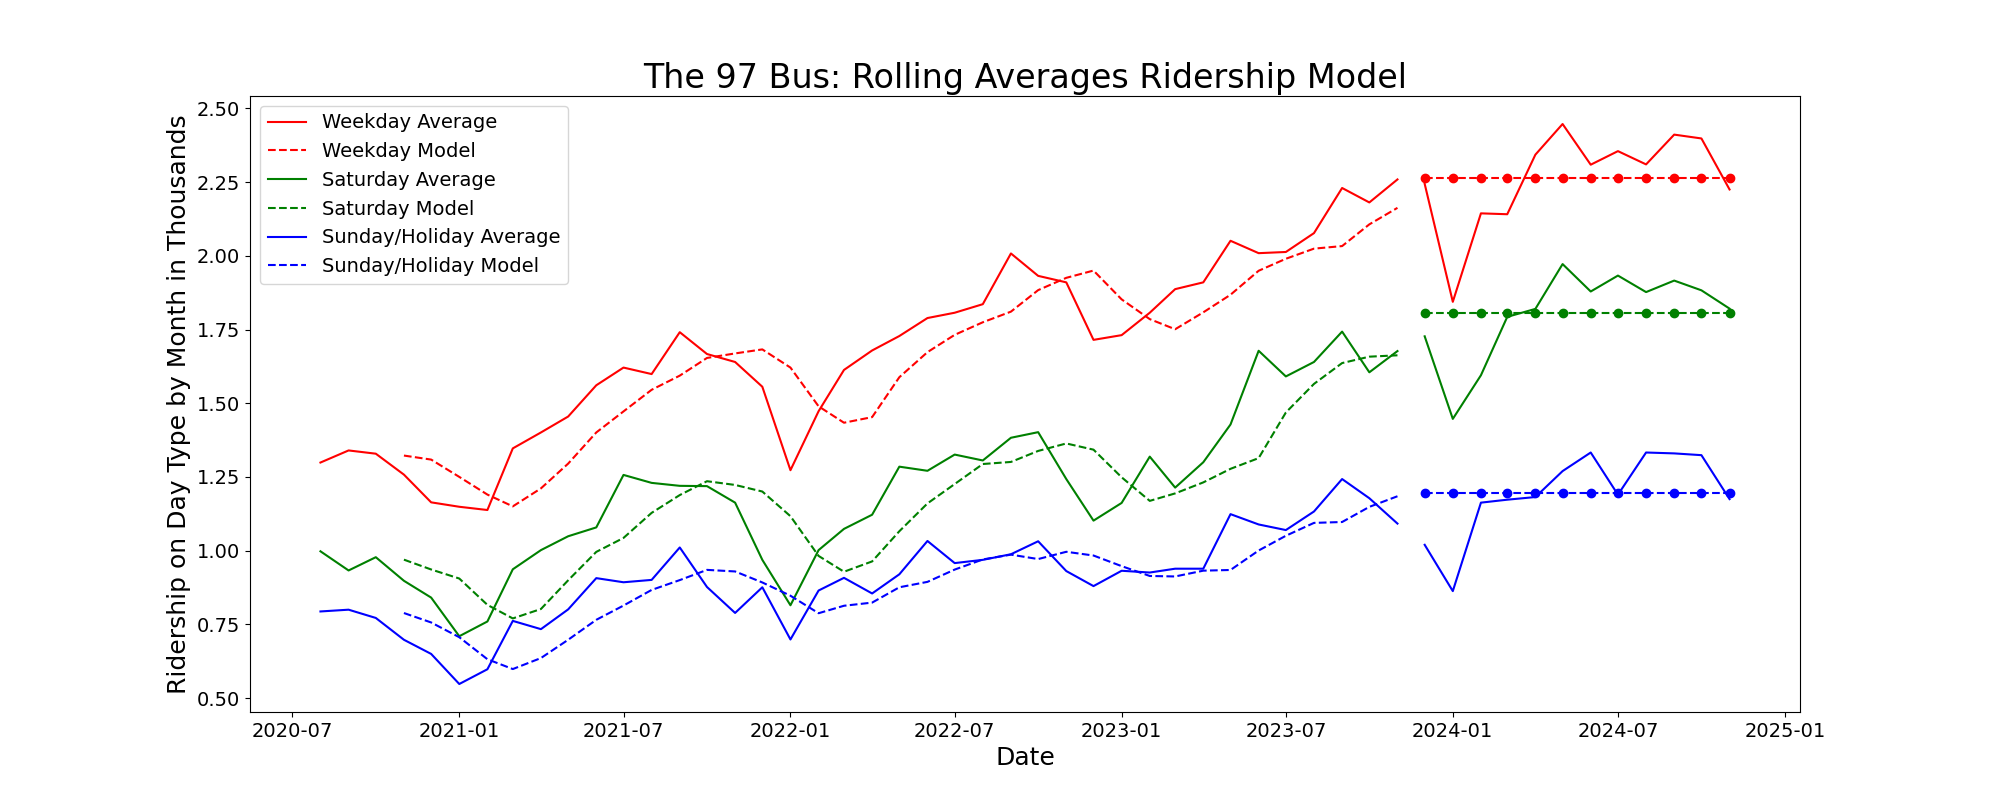 The 97 Bus: Rolling Averages Ridership Model
Ridership on Day Type by Month in Thousands
2.50
2.25
2.00
1.75
1.50
1.25
1.00
0.75
0.50
Weekday Average
Weekday Model
Saturday Average
Saturday Model
Sunday/Holiday Average
Sunday/Holiday Model
2020-07 2021-01 2021-07 2022-01 2022-07 2023-01 2023-07 2024-01 2024-07 2025-01
Date